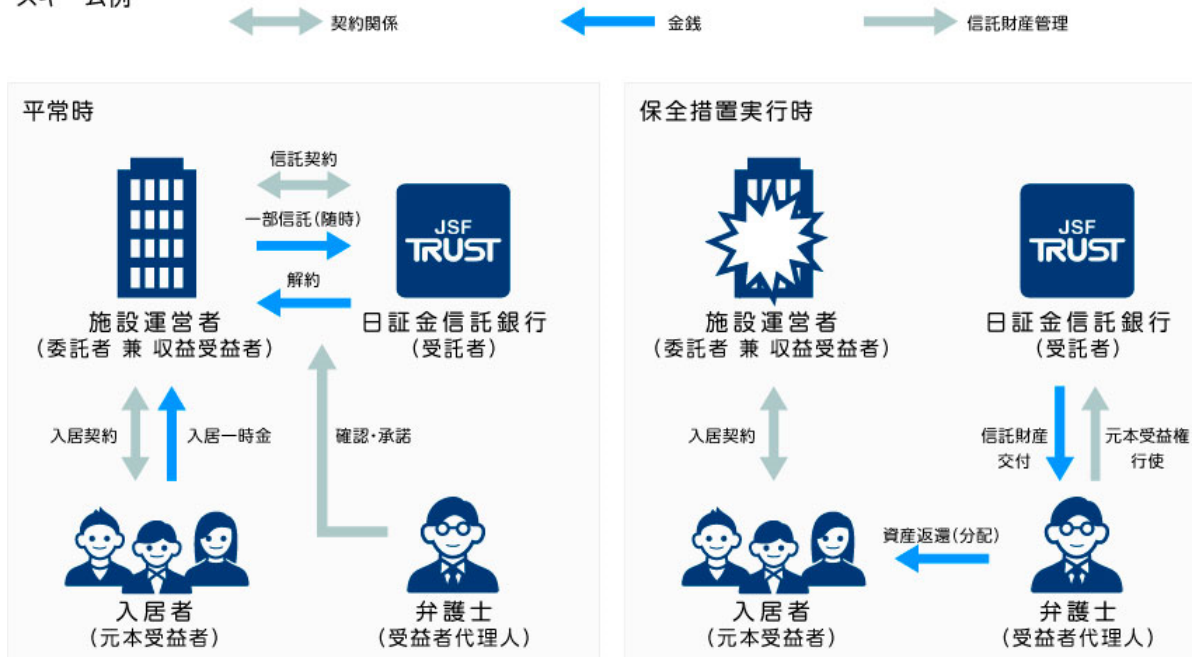 スキーム例
契約関係
金銭
信託財産管理
平常時
信託契約
一部信託(随時)
解約
JSF
TRUST
施設運営者
(委託者 兼 収益受益者)
日証金信託銀行
(受託者)
入居契約
入居一時金
確認・承諾
入居者
(元本受益者)
弁護士
(受益者代理人)
保全措置実行時
JSF
TRUST
施設運営者
(委託者 兼 収益受益者)
日証金信託銀行
(受託者)
入居契約
信託財産
交付
元本受益権
行使
資産返還(分配)
入居者
(元本受益者)
弁護士
(受益者代理人)